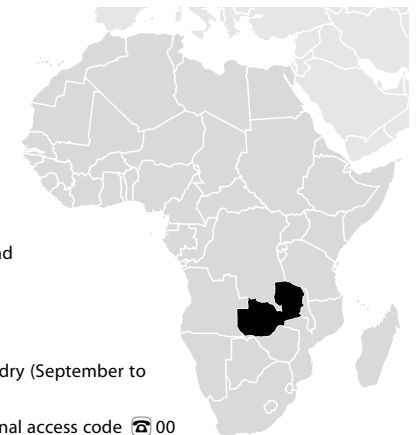 nd
dry (September to
nal access code ☎ 00